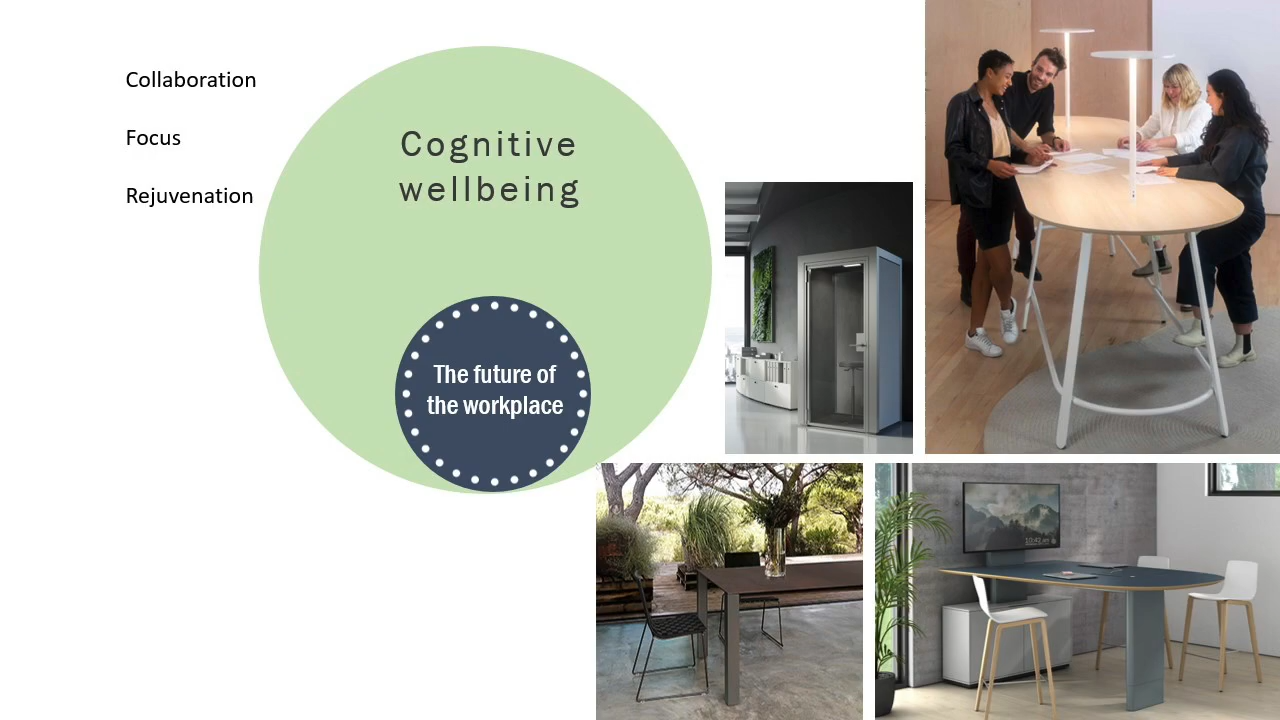 Collaboration
Focus
Rejuvenation
Cognitive
wellbeing
The future of
the workplace